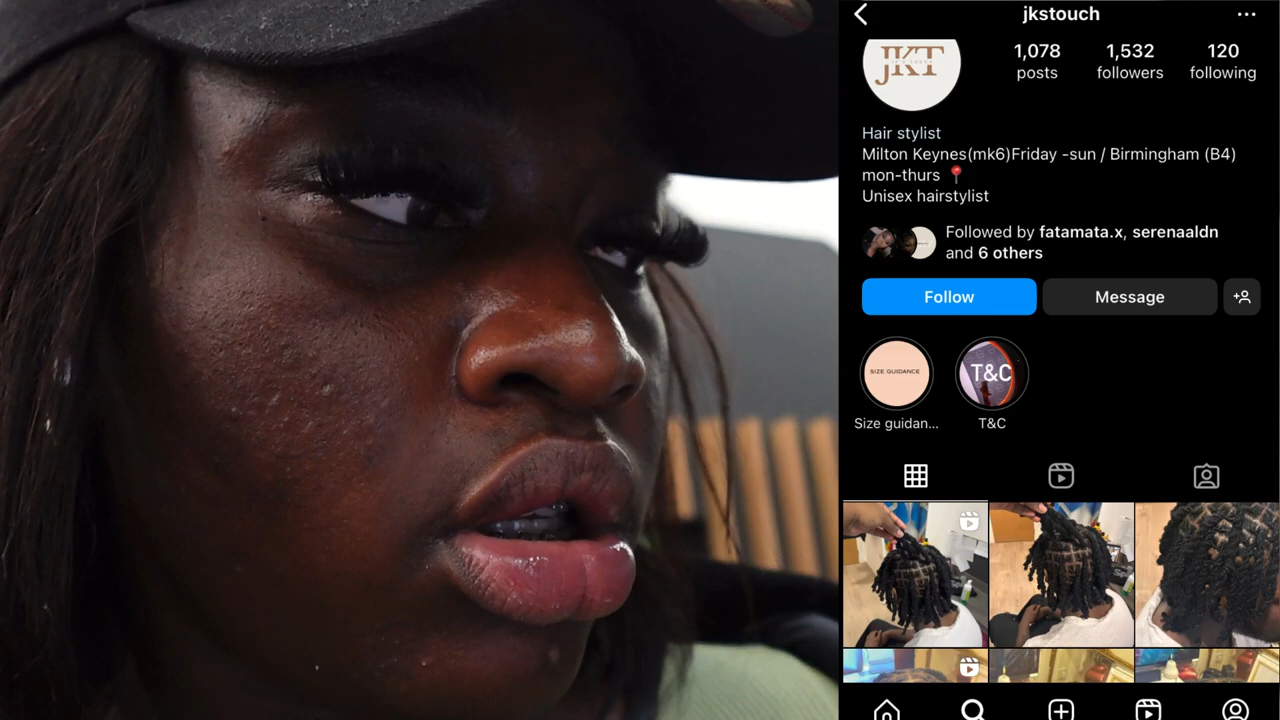 jkstouch
JKT
1,078 1,532 120
posts followers following
Hair stylist
Milton Keynes(mk6)Friday -sun / Birmingham (B4)
mon-thurs 📍
Unisex hairstylist
Followed by fatamata.x, serenaaldn
and 6 others
Follow Message
SIZE GUIDANCE
T&C
Size guidan... T&C